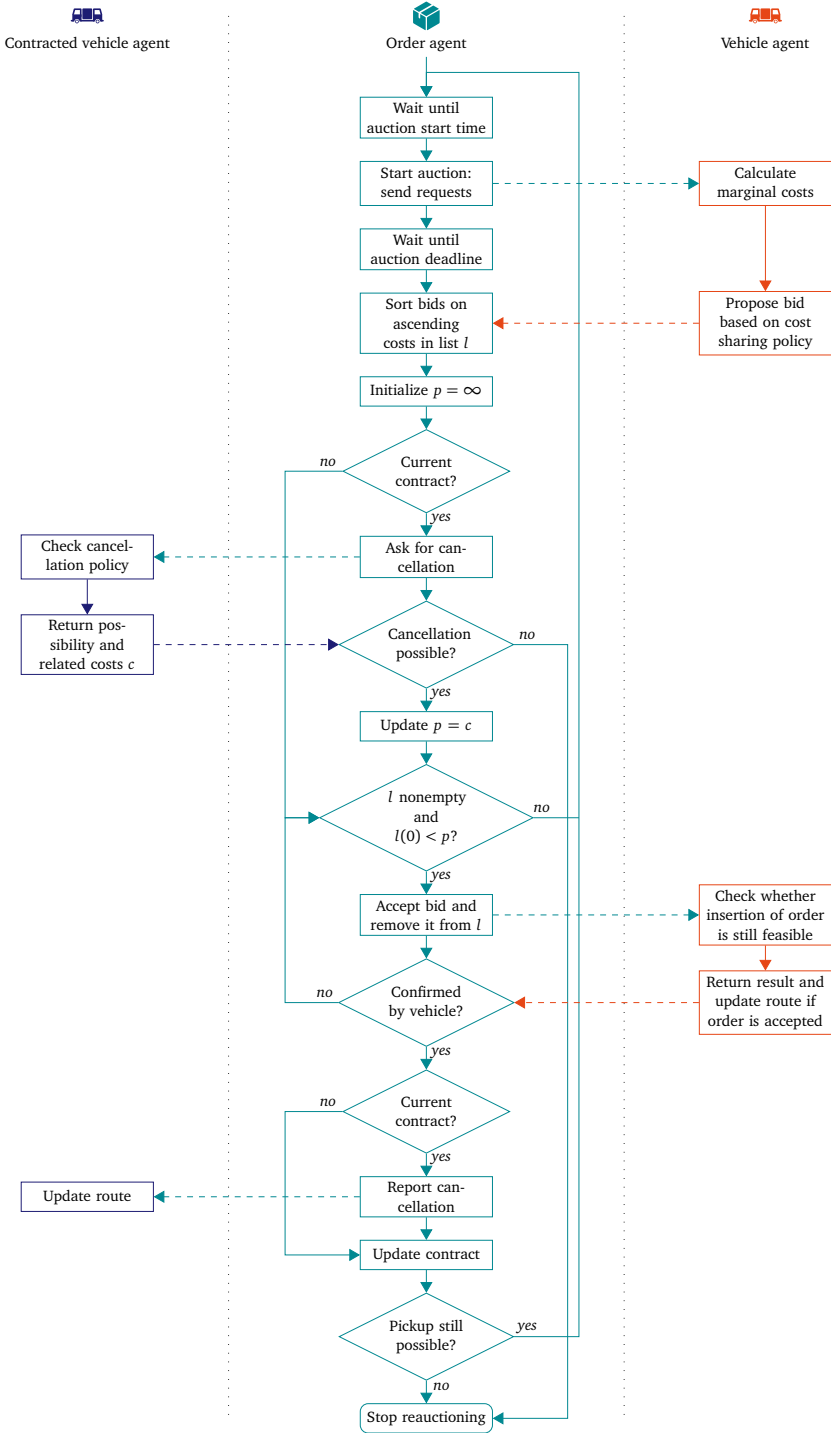 Contracted vehicle agent
Order agent
Vehicle agent
Wait until
auction start time
Start auction:
send requests
Calculate
marginal costs
Wait until
auction deadline
Sort bids on
ascending
costs in list l
Propose bid
based on cost
sharing policy
Initialize p = ∞
Current
contract?
no
yes
Ask for can-
cellation
Check cancel-
lation policy
Return pos-
sibility and
related costs c
Cancellation
possible?
no
yes
Update p = c
l nonempty
and
l(0) < p?
no
yes
Accept bid and
remove it from l
Check whether
insertion of order
is still feasible
Return result and
update route if
order is accepted
Confirmed
by vehicle?
no
yes
Current
contract?
no
yes
Report can-
cellation
Update route
Update contract
Pickup still
possible?
yes
no
Stop reauctioning